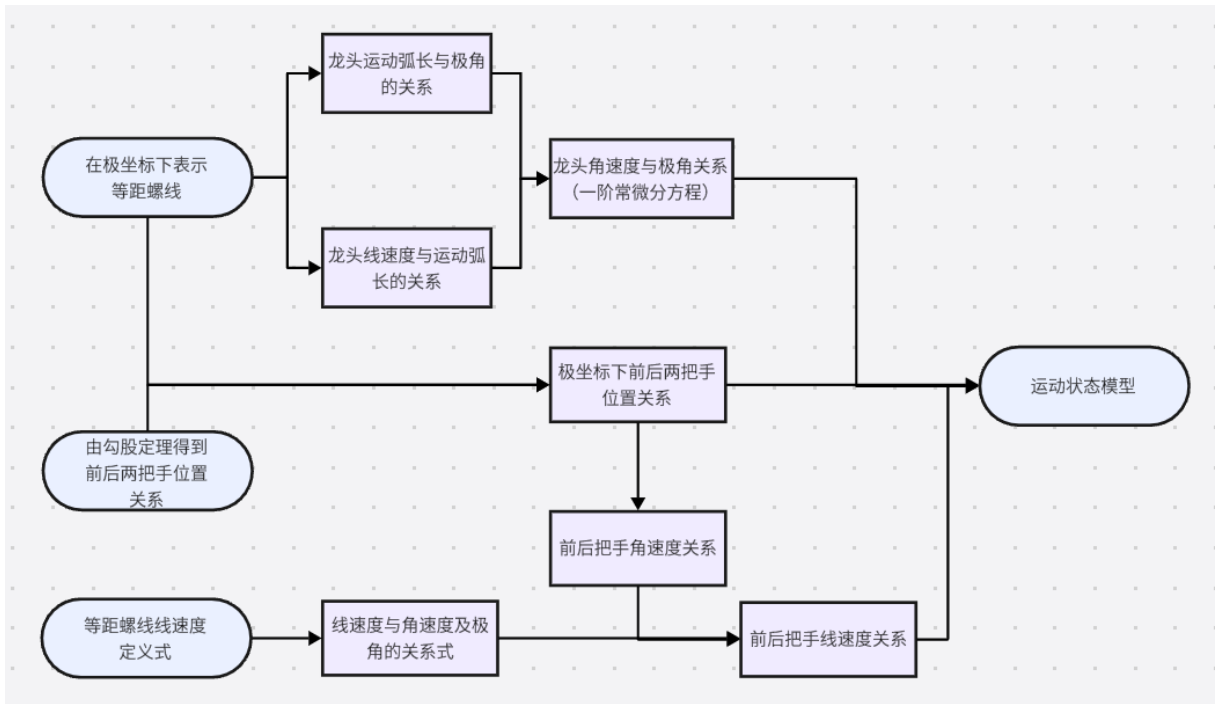 龙头运动弧长与极角
的关系
在极坐标下表示
等距螺线
龙头角速度与极角关系
（一阶常微分方程）
龙头线速度与运动弧
长的关系
极坐标下前后两把手
位置关系
运动状态模型
由勾股定理得到
前后两把手位置
关系
前后把手角速度关系
等距螺线线速度
定义式
线速度与角速度及极
角的关系式
前后把手线速度关系